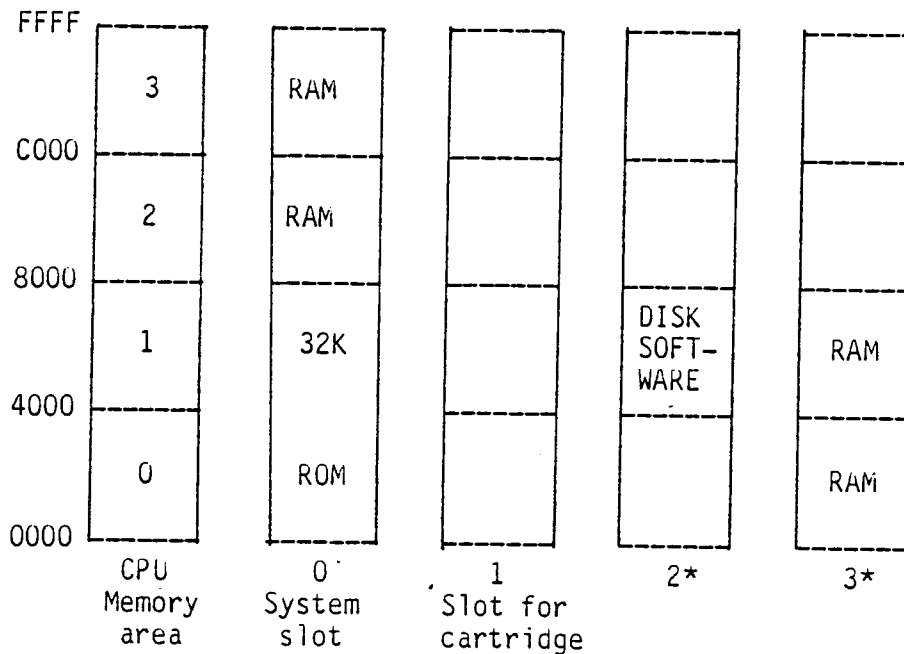 FFFF
3 RAM
C000
2 RAM
8000
1 32K DISK SOFT-WARE RAM
4000
0 ROM RAM
0000
CPU Memory area
0 System slot
1 Slot for cartridge
2*
3*